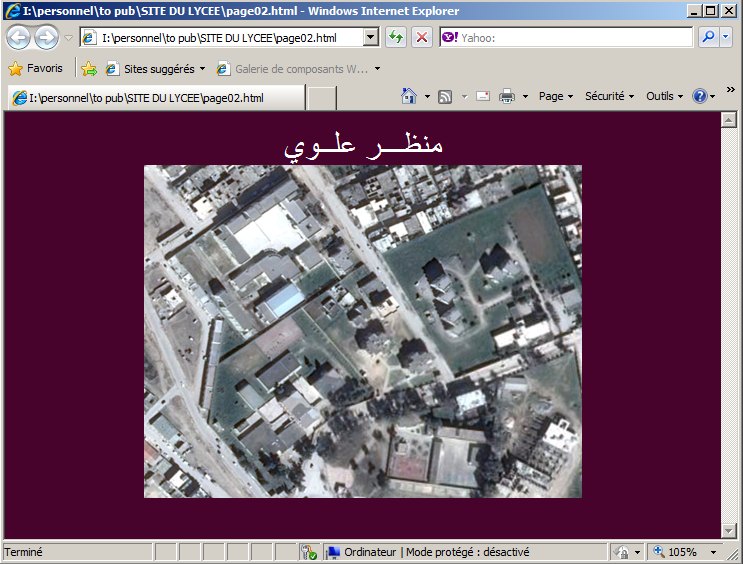 I:\personnel\to pub\SITE DU LYCEE\page02.html - Windows Internet Explorer
I:\personnel\to pub\SITE DU LYCEE\page02.html
Yahoo:
Favoris Sites suggérés Galerie de composants W...
I:\personnel\to pub\SITE DU LYCEE\page02.html Page Sécurité Outils
منظـــر علــوي
Terminé Ordinateur | Mode protégé : désactivé 105%